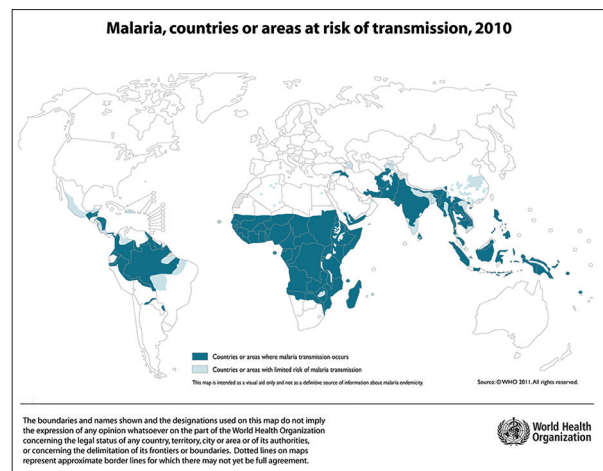 Malaria, countries or areas at risk of transmission, 2010
Countries or areas where malaria transmission occurs
Countries or areas with limited risk of malaria transmission
This map is intended as a visual aid only and not as a definitive source of information about malaria endemicity.
Source: © WHO 2011. All rights reserved.
The boundaries and names shown and the designations used on this map do not imply
the expression of any opinion whatsoever on the part of the World Health Organization
concerning the legal status of any country, territory, city or area or of its authorities,
or concerning the delimitation of its frontiers or boundaries. Dotted lines on maps
represent approximate border lines for which there may not yet be full agreement.
World Health
Organization